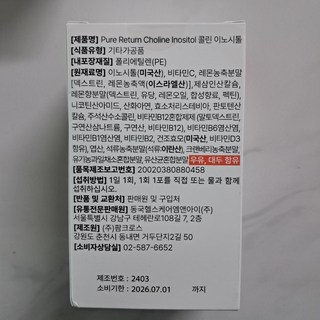 [제품명] Pure Return Choline Inositol 콜린 이노시톨
[식품유형] 기타가공품
[내포장재질] 폴리에틸렌(PE)
[원재료명] 이노시톨(미국산), 비타민C, 레몬농축분말
[덱스트린, 레몬농축액(이스라엘산)], 제삼인산칼슘,
레몬향분말(덱스트린, 유당, 레몬오일, 합성향료, 펙틴),
니코틴산아미드, 산화아연, 효소처리스테비아, 판토텐산
칼슘, 주석산수소콜린, 비타민B12혼합제제 (말토덱스트린,
구연산삼나트륨, 구연산, 비타민B12), 비타민B6염산염,
비타민B1염산염, 비타민B2, 건조효모(미국산, 비타민
D3), 엽산, 석류농축분말(석류:이란산), 크랜베리농축분말,
유기농과일채소혼합분말, 유산균혼합분말 우유, 대두 함유
[품목제조보고번호] 20020380880458
[섭취방법] 1일 1회, 1회 1포를 직접 또는 물과 함께
섭취하십시오.
[반품 및 교환처] 판매원 및 구입처
[유통전문판매원] 동국헬스케어엠앤아이(주)
서울특별시 강남구 테헤란로108길 7, 2층
[제조원] (주)팜크로스
강원도 춘천시 동내면 거두단지2길 50
[소비자상담실] 02-587-6652
제조번호 : 2403
소비기한 : 2026.07.01 까지